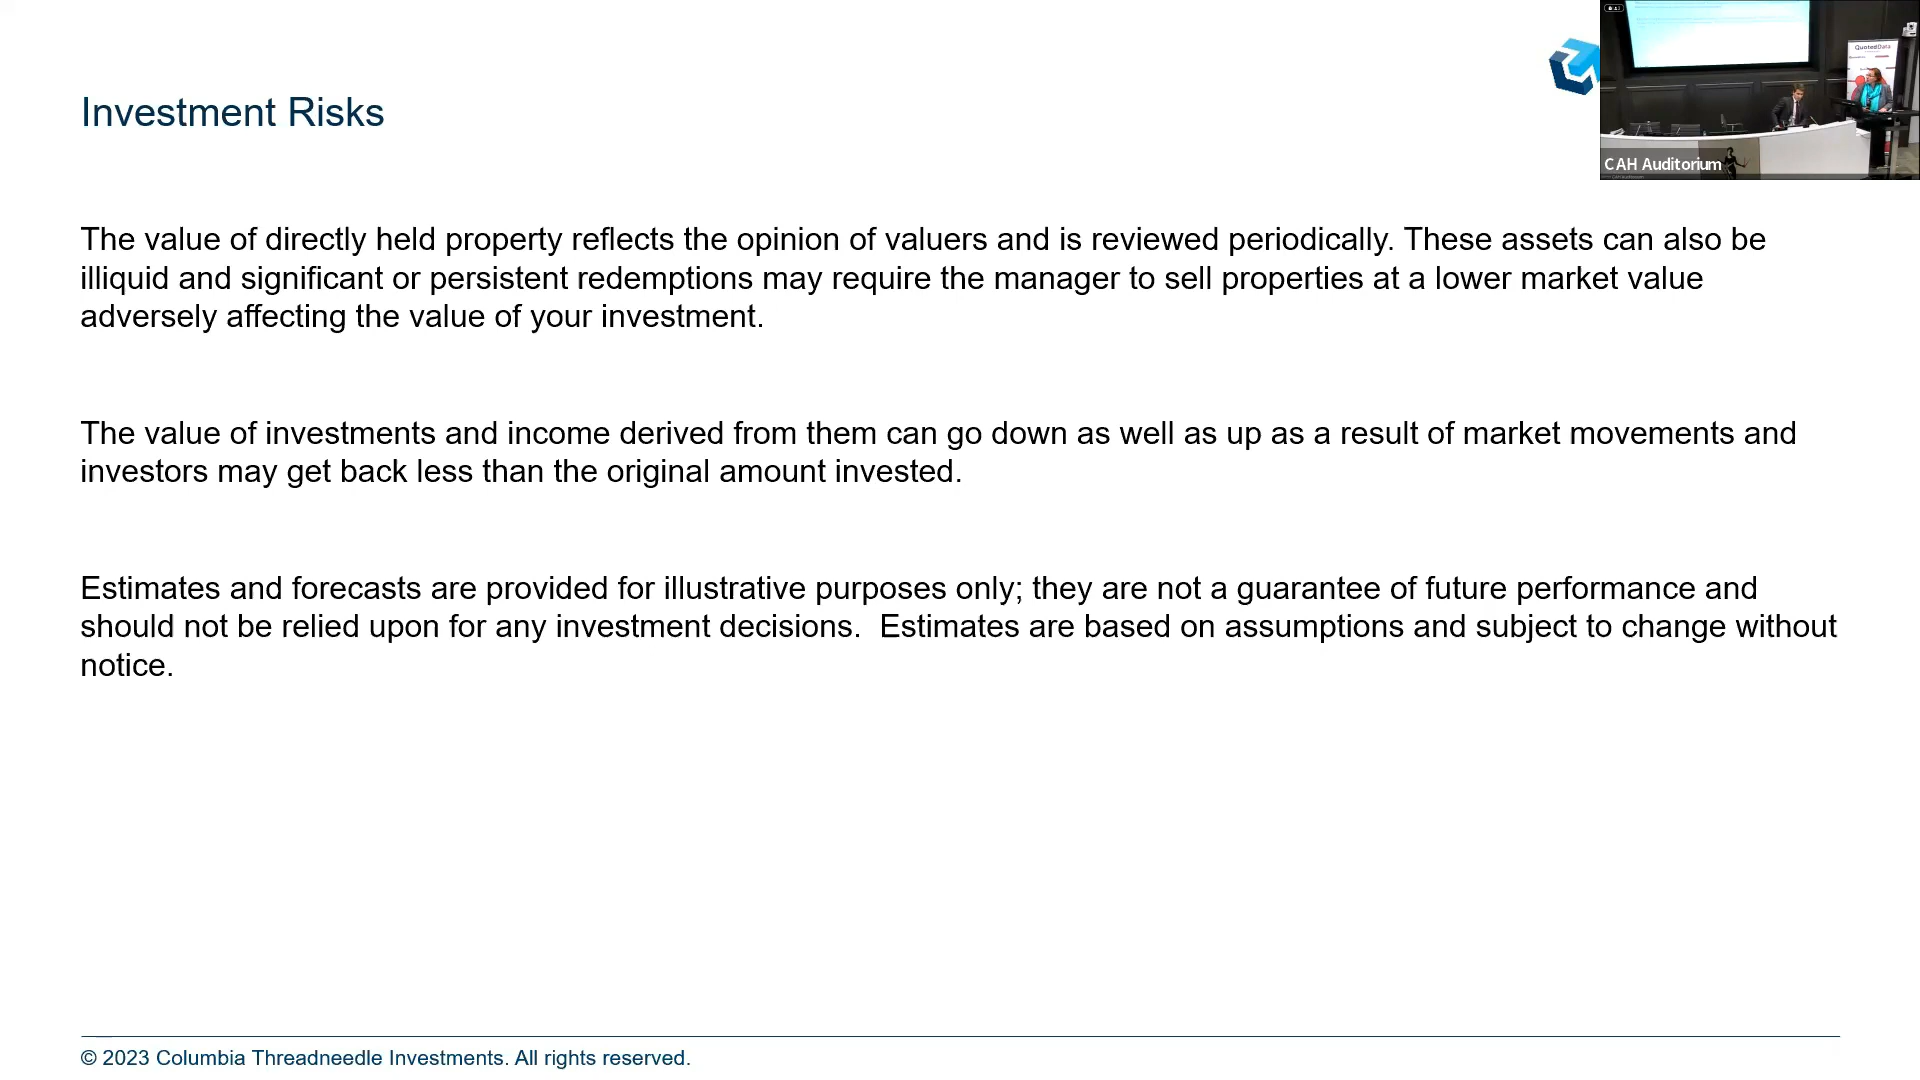 Investment Risks
QuotedData
CAH Auditorium
The value of directly held property reflects the opinion of valuers and is reviewed periodically. These assets can also be
illiquid and significant or persistent redemptions may require the manager to sell properties at a lower market value
adversely affecting the value of your investment.
The value of investments and income derived from them can go down as well as up as a result of market movements and
investors may get back less than the original amount invested.
Estimates and forecasts are provided for illustrative purposes only; they are not a guarantee of future performance and
should not be relied upon for any investment decisions.  Estimates are based on assumptions and subject to change without
notice.
© 2023 Columbia Threadneedle Investments. All rights reserved.